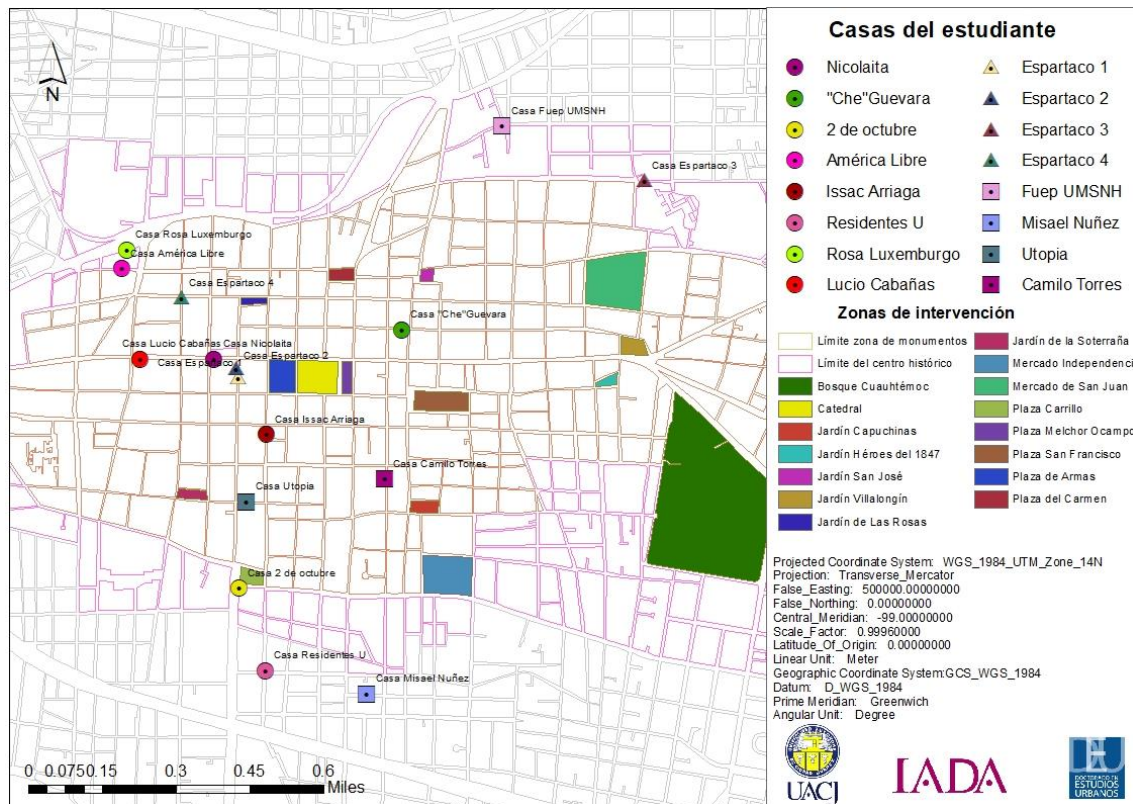 N
Casa Fuep UMSNH
Casa Espartaco 3
Casa Rosa Luxemburgo
Casa América Libre
Casa Espartaco 4
Casa "Che"Guevara
Casa Lucio Cabañas Casa Nicolaita
Casa Espartaco 2
Casa Espartaco 1
Casa Issac Arriaga
Casa Camilo Torres
Casa Utopia
Casa 2 de octubre
Casa Residentes U
Casa Misael Nuñez
0 0.0750.15 0.3 0.45 0.6
Miles
Casas del estudiante
Nicolaita
"Che"Guevara
2 de octubre
América Libre
Issac Arriaga
Residentes U
Rosa Luxemburgo
Lucio Cabañas
Espartaco 1
Espartaco 2
Espartaco 3
Espartaco 4
Fuep UMSNH
Misael Nuñez
Utopia
Camilo Torres
Zonas de intervención
Límite zona de monumentos
Límite del centro histórico
Bosque Cuauhtémoc
Catedral
Jardín Capuchinas
Jardín Héroes del 1847
Jardín San José
Jardín Villalongín
Jardín de Las Rosas
Jardín de la Soterraña
Mercado Independenci
Mercado de San Juan
Plaza Carrillo
Plaza Melchor Ocampo
Plaza San Francisco
Plaza de Armas
Plaza del Carmen
Projected Coordinate System: WGS_1984_UTM_Zone_14N
Projection: Transverse_Mercator
False_Easting: 500000.00000000
False_Northing: 0.00000000
Central_Meridian: -99.00000000
Scale_Factor: 0.99960000
Latitude_Of_Origin: 0.00000000
Linear Unit: Meter
Geographic Coordinate System:GCS_WGS_1984
Datum: D_WGS_1984
Prime Meridian: Greenwich
Angular Unit: Degree
UACJ
IADA
DOCTORADO EN
ESTUDIOS
URBANOS